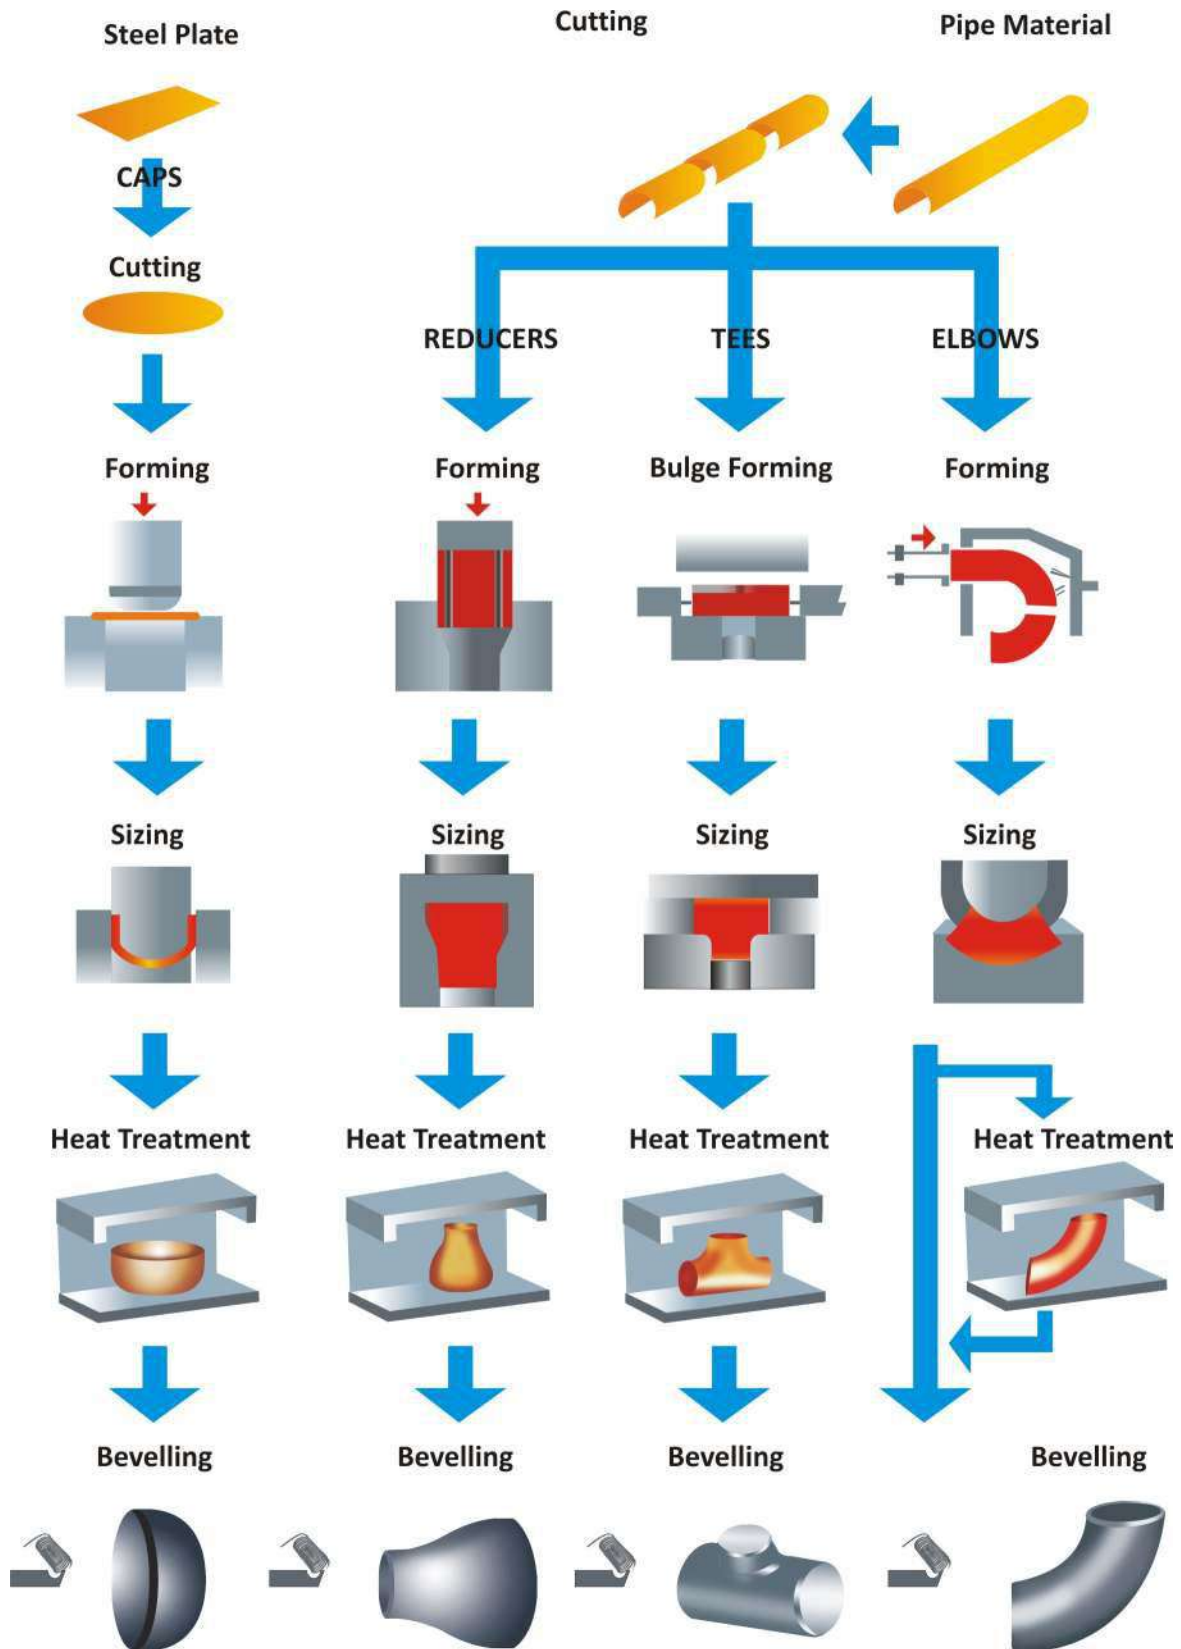 Steel Plate
Cutting
Pipe Material
CAPS
Cutting
REDUCERS
TEES
ELBOWS
Forming
Forming
Bulge Forming
Forming
Sizing
Sizing
Sizing
Sizing
Heat Treatment
Heat Treatment
Heat Treatment
Heat Treatment
Bevelling
Bevelling
Bevelling
Bevelling